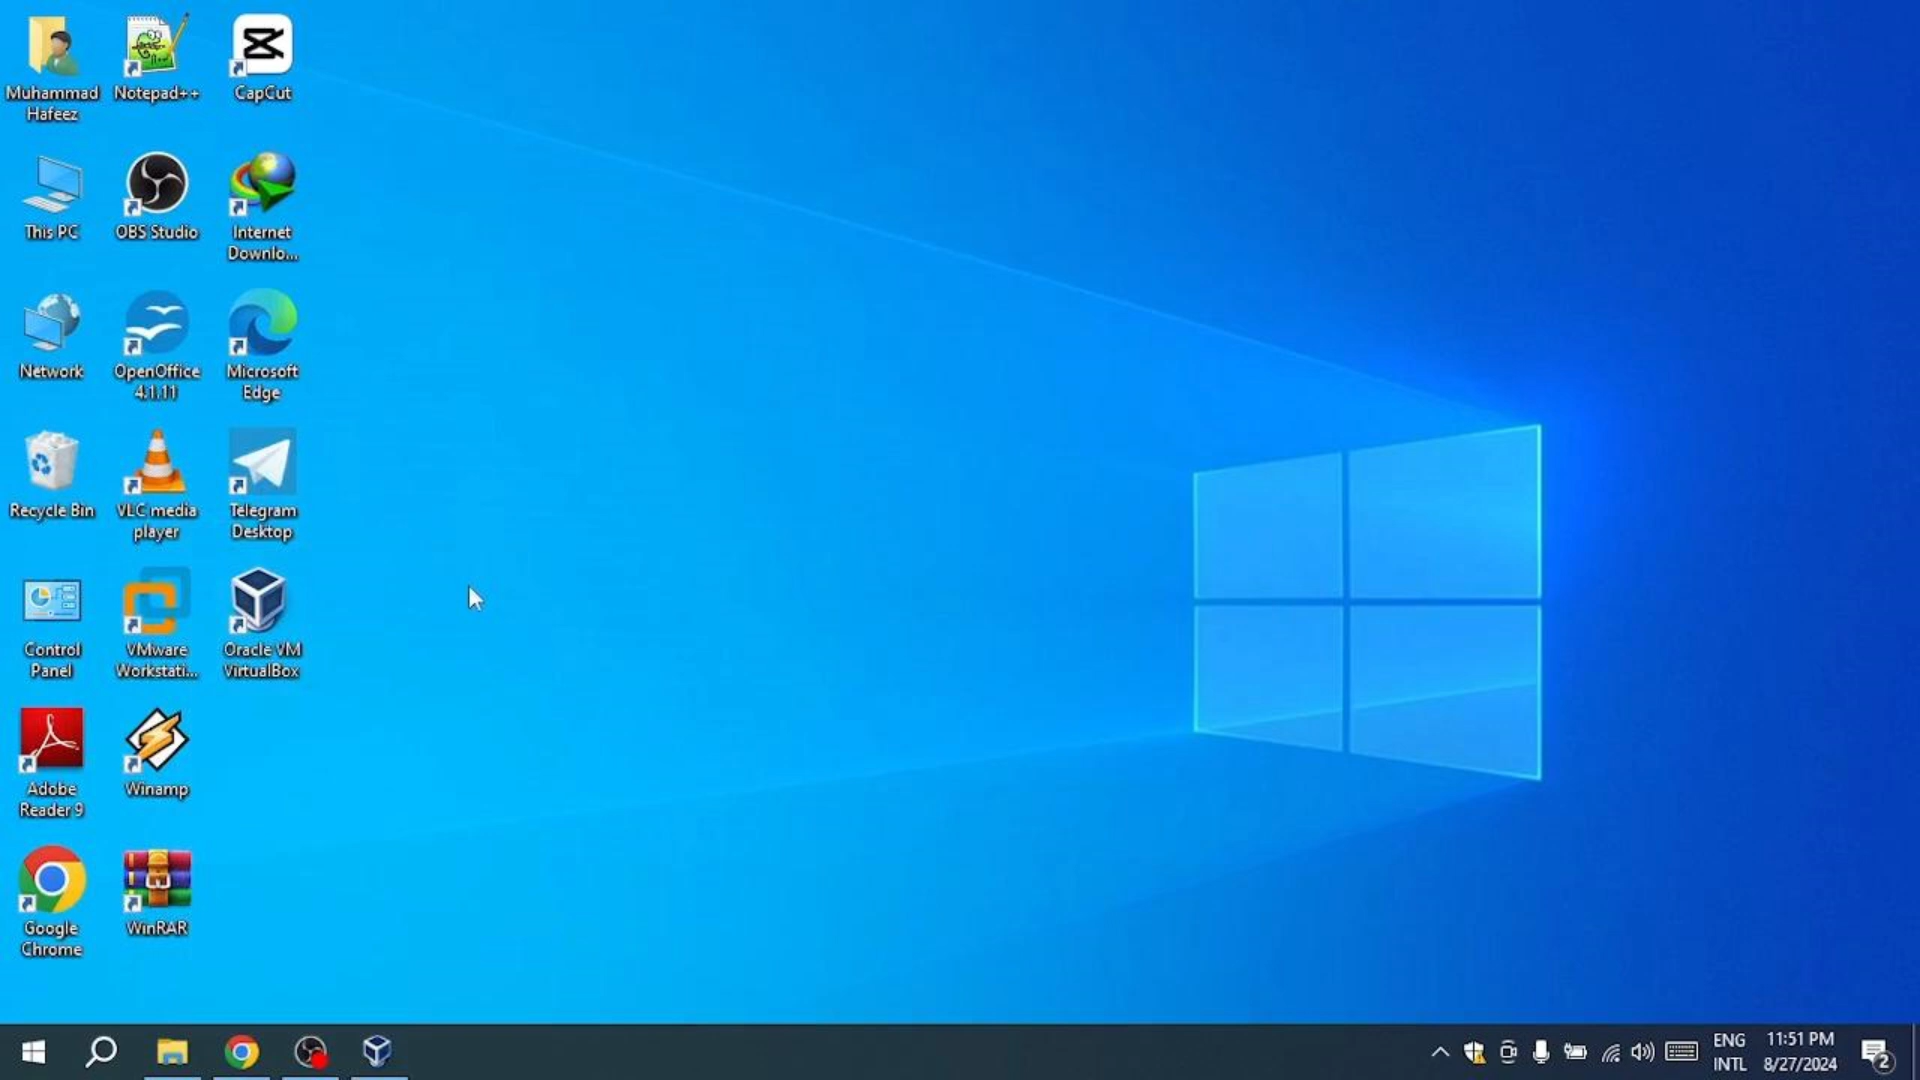 Muhammad
Hafeez
Notepad++
CapCut
This PC
OBS Studio
Internet
Downlo...
Network
OpenOffice
4.1.11
Microsoft
Edge
Recycle Bin
VLC media
player
Telegram
Desktop
Control
Panel
VMware
Workstati...
Oracle VM
VirtualBox
Adobe
Reader 9
Winamp
Google
Chrome
WinRAR
ENG
INTL
11:51 PM
8/27/2024
2